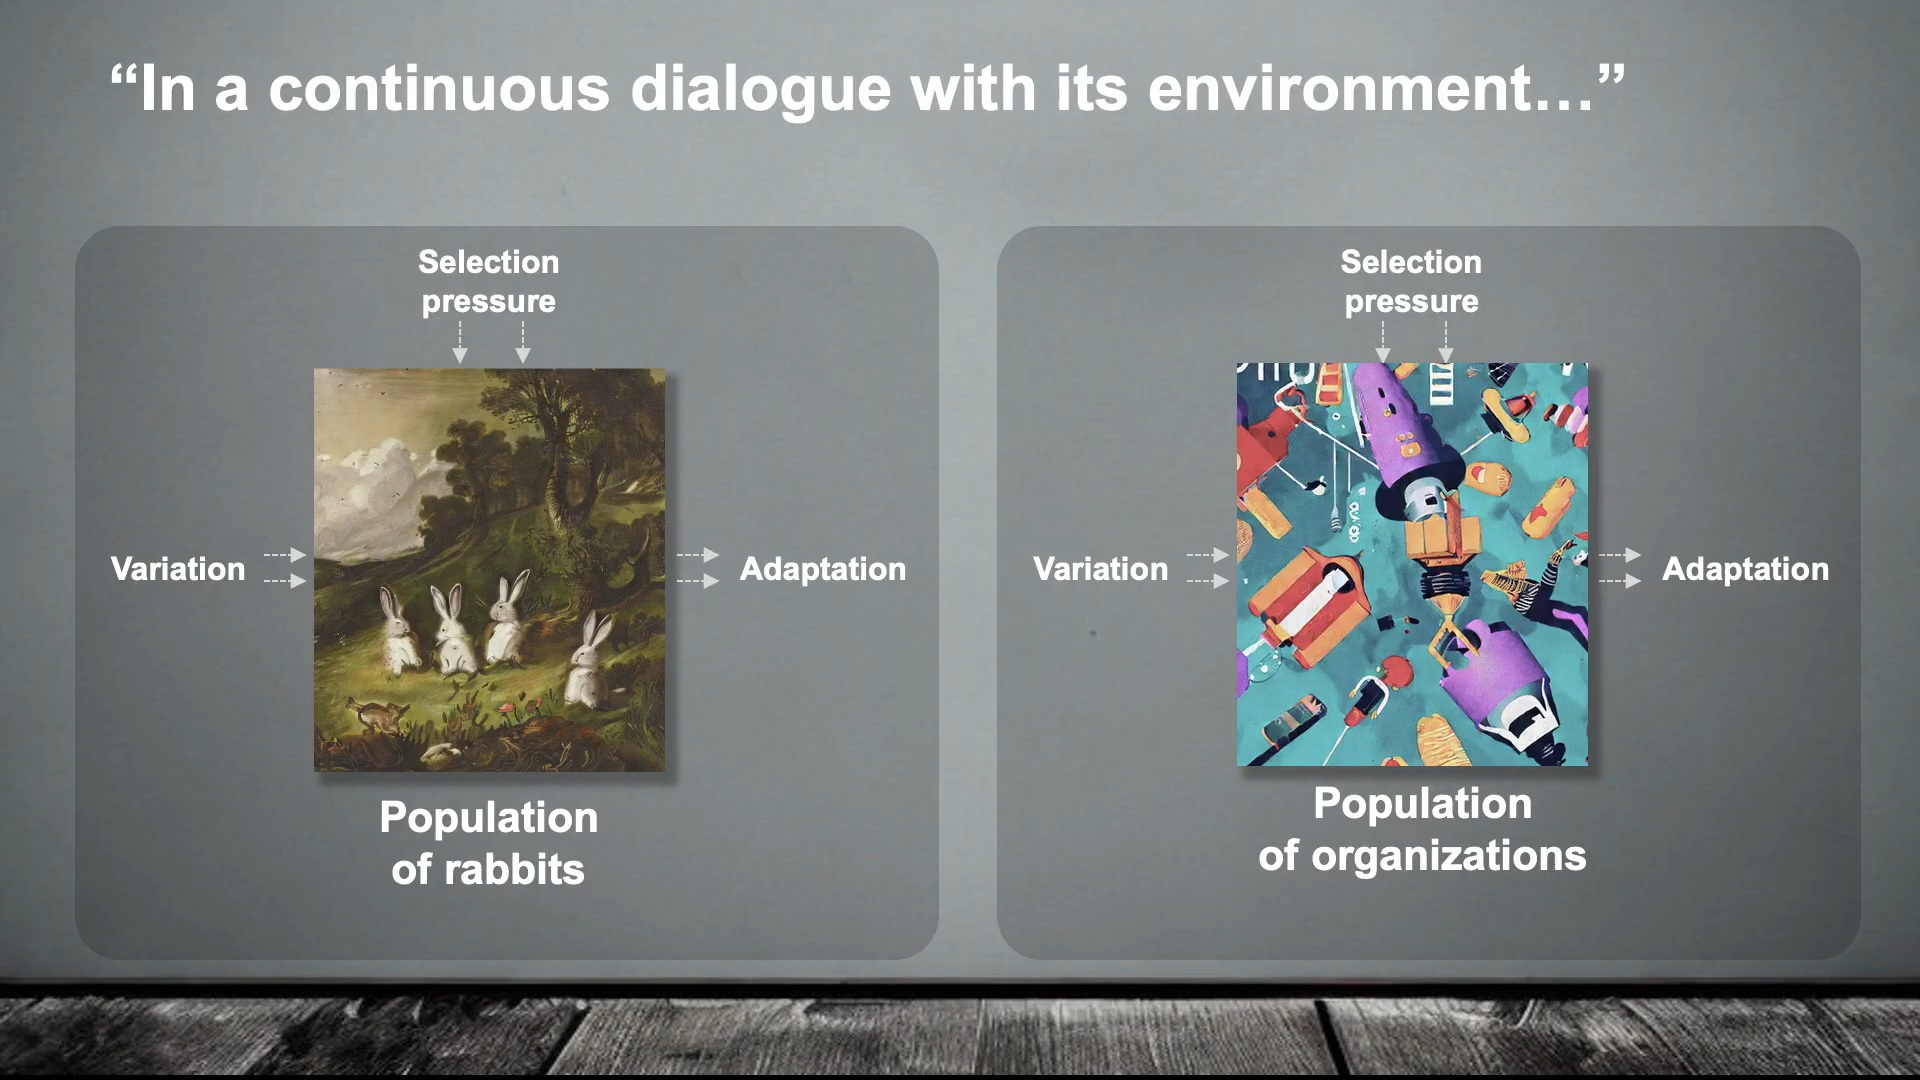 “In a continuous dialogue with its environment…”
Selection
pressure
Variation
Adaptation
Population
of rabbits
Selection
pressure
Variation
Adaptation
Population
of organizations